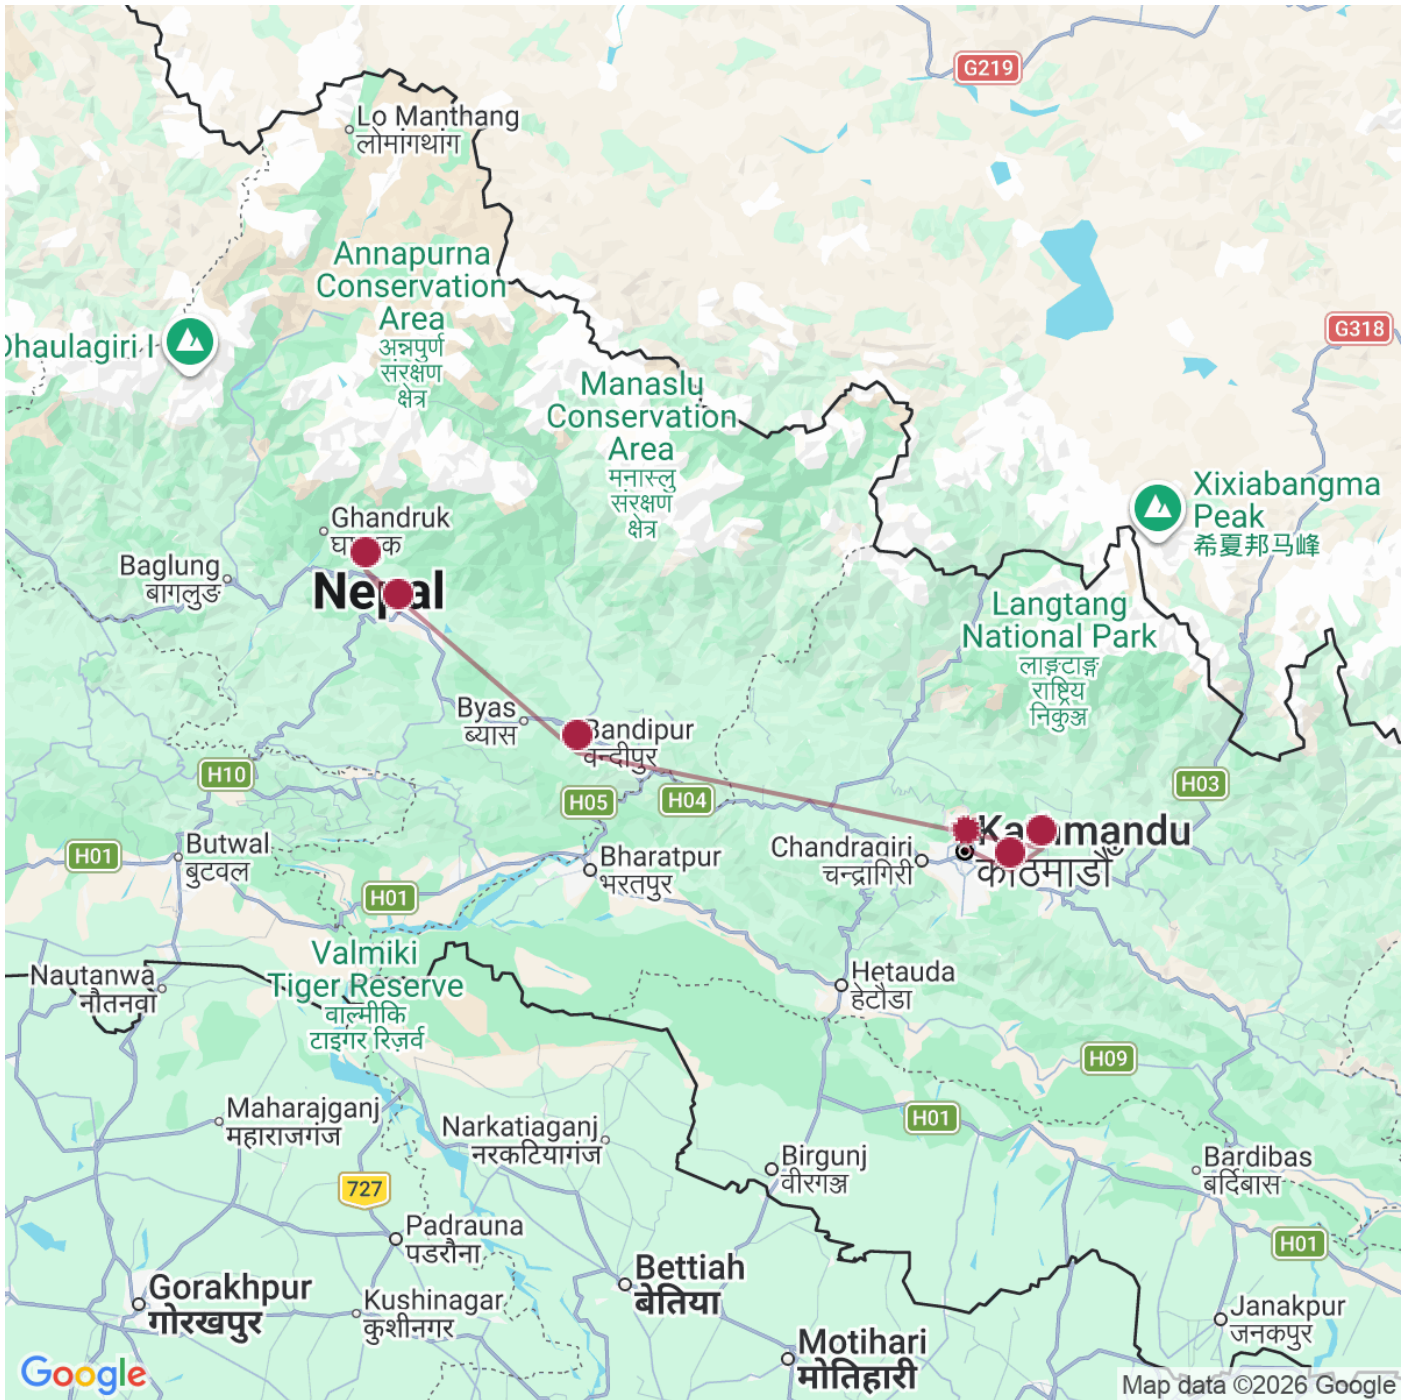 G219
Lo Manthang
लोमांगथांग
Annapurna
Conservation
Area
अन्नपुर्ण
संरक्षण
क्षेत्र
G318
Dhaulagiri I
Manaslu
Conservation
Area
मनास्लु
संरक्षण
क्षेत्र
Xixiabangma
Peak
希夏邦马峰
Ghandruk
Baglung
बागलुङ
Nepal
Langtang
National Park
लाङ्टाङ्ग
राष्ट्रिय
निकुञ्ज
Byas
ब्यास
Bandipur
वन्दीपुर
H10
H05
H04
H03
Kathmandu
काठमाडौँ
Chandragiri
चन्द्रागिरी
H01
Butwal
बुटवल
Bharatpur
भरतपुर
H01
Valmiki
Tiger Reserve
वाल्मीकि
टाइगर रिज़र्व
Nautanwa
नौतनवा
Hetauda
हेटौडा
H09
Maharajganj
महाराजगंज
Narkatiaganj
नरकटियागंज
H01
Birgunj
वीरगञ्ज
Bardibas
बर्दिबास
727
Padrauna
पडरौना
H01
Gorakhpur
गोरखपुर
Kushinagar
कुशीनगर
Bettiah
बेतिया
Janakpur
जनकपुर
Motihari
मोतिहारी
Google
Map data ©2026 Google